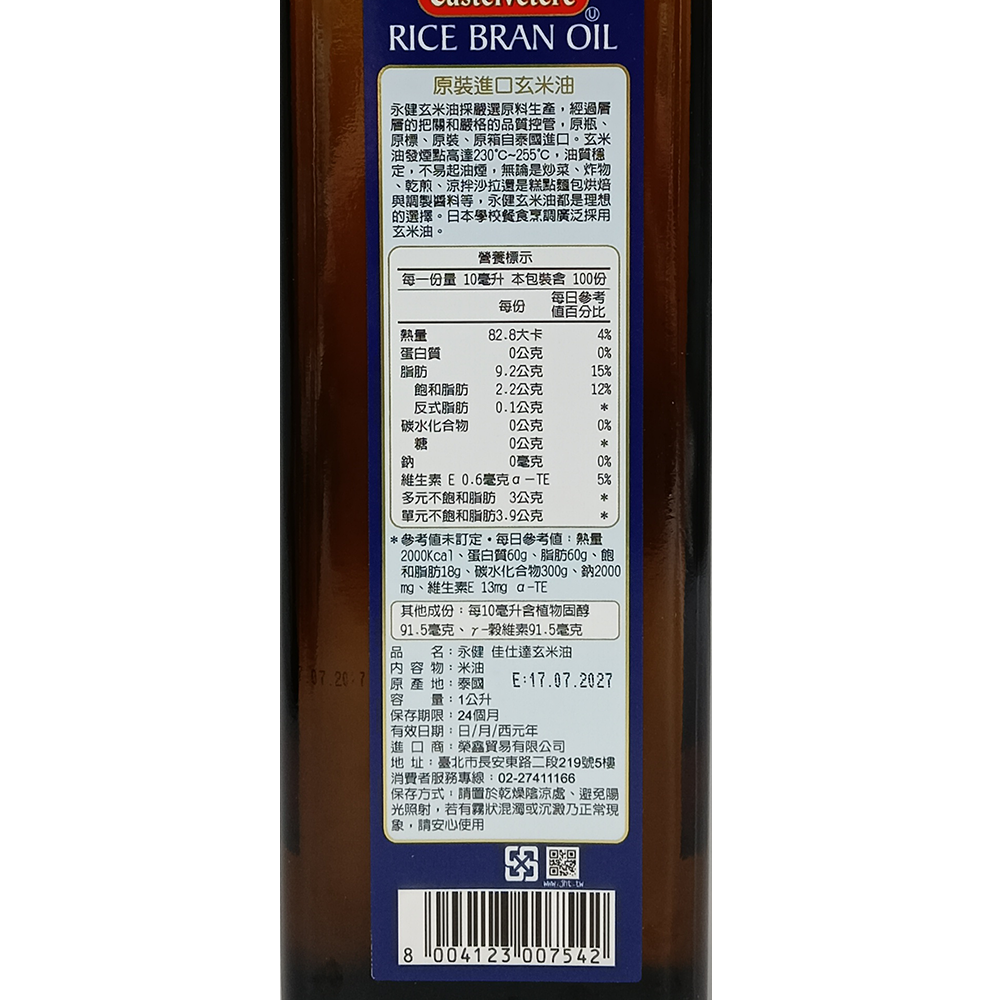 Castelvetere
RICE BRAN OIL
U
原裝進口玄米油
永健玄米油採嚴選原料生產，經過層
層的把關和嚴格的品質控管，原瓶、
原標、原裝、原箱自泰國進口。玄米
油發煙點高達230℃~255℃，油質穩
定，不易起油煙，無論是炒菜、炸物
、乾煎、涼拌沙拉還是糕點麵包烘焙
與調製醬料等，永健玄米油都是理想
的選擇。日本學校餐食烹調廣泛採用
玄米油。
營養標示
每一份量 10毫升 本包裝含 100份
每份 每日參考值百分比
熱量 82.8大卡 4%
蛋白質 0公克 0%
脂肪 9.2公克 15%
飽和脂肪 2.2公克 12%
反式脂肪 0.1公克 *
碳水化合物 0公克 0%
糖 0公克 *
鈉 0毫克 0%
維生素 E 0.6毫克α-TE 5%
多元不飽和脂肪 3公克 *
單元不飽和脂肪3.9公克 *
*參考值未訂定‧每日參考值：熱量
2000Kcal、蛋白質60g、脂肪60g、飽
和脂肪18g、碳水化合物300g、鈉2000
mg、維生素E 13mg α-TE
其他成份：每10毫升含植物固醇
91.5毫克、γ-穀維素91.5毫克
品 名：永健 佳仕達玄米油
內容物：米油
原產地：泰國 E:17.07.2027
容 量：1公升
保存期限：24個月
有效日期：日/月/西元年
進口商：榮鑫貿易有限公司
地 址：臺北市長安東路二段219號5樓
消費者服務專線：02-27411166
保存方式：請置於乾燥陰涼處、避免陽
光照射，若有霧狀混濁或沉澱乃正常現
象，請安心使用
www.jht.tw
8 004123 007542